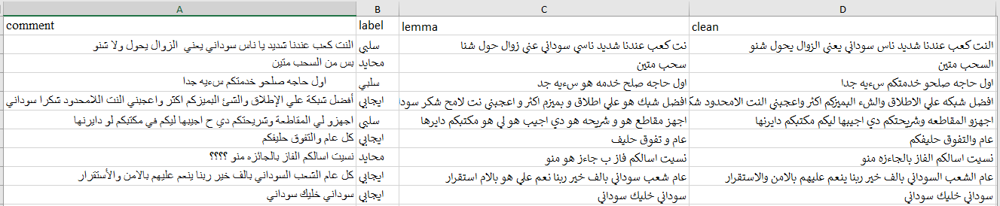 A B C D
comment label lemma clean
النت كعب عندنا شديد يا ناس سوداني يعني الزوال يحول ولا شنو سلبي نت كعب عندنا شديد ناسي سوداني عني زوال حول شنا النت كعب عندنا شديد ناس سوداني يعني الزوال يحول شنو
بس من السحب متين محايد سحب متين السحب متين
اول حاجه صلحو خدمتكم سءيه جدا سلبي اول حاجه صلح خدمه هو سءيه جد اول حاجه صلحو خدمتكم سءيه جدا
أفضل شبكة علي الإطلاق والشئ البميزكم اكتر واعجبني النت اللامحدود شكرا سوداني ايجابي افضل شبك هو علي اطلاق و بميزم اكثر و اعجبني نت لامح شكر سودا افضل شبكه علي الاطلاق والشء البميزكم اكثر واعجبني النت الامحدود شك
اجهزو لي المقاطعة وشريحتكم دي ح اجيبها ليكم في مكتبكم لو دايرنها سلبي اجهز مقاطع هو و شريحه هو دي اجيب هو لي هو مكتبكم دايرها اجهزو المقاطعه وشريحتكم دي اجيبها ليكم مكتبكم دايرنها
كل عام والتفوق حليفكم ايجابي عام و تفوق حليف عام والتفوق حليفكم
نسيت اسالكم الفاز بالجائزه منو ؟؟؟؟ محايد نسيت اسالكم فاز ب جاءز هو منو نسيت اسالكم الفاز بالجاءزه منو
كل عام الشعب السوداني بالف خير ربنا ينعم عليهم بالامن والأستقرار ايجابي عام شعب سوداني بالف خير ربنا نعم علي هو بالام استقرار عام الشعب السوداني بالف خير ربنا ينعم عليهم بالامن والاستقرار
سوداني خليك سوداني ايجابي سوداني خليك سوداني سوداني خليك سوداني